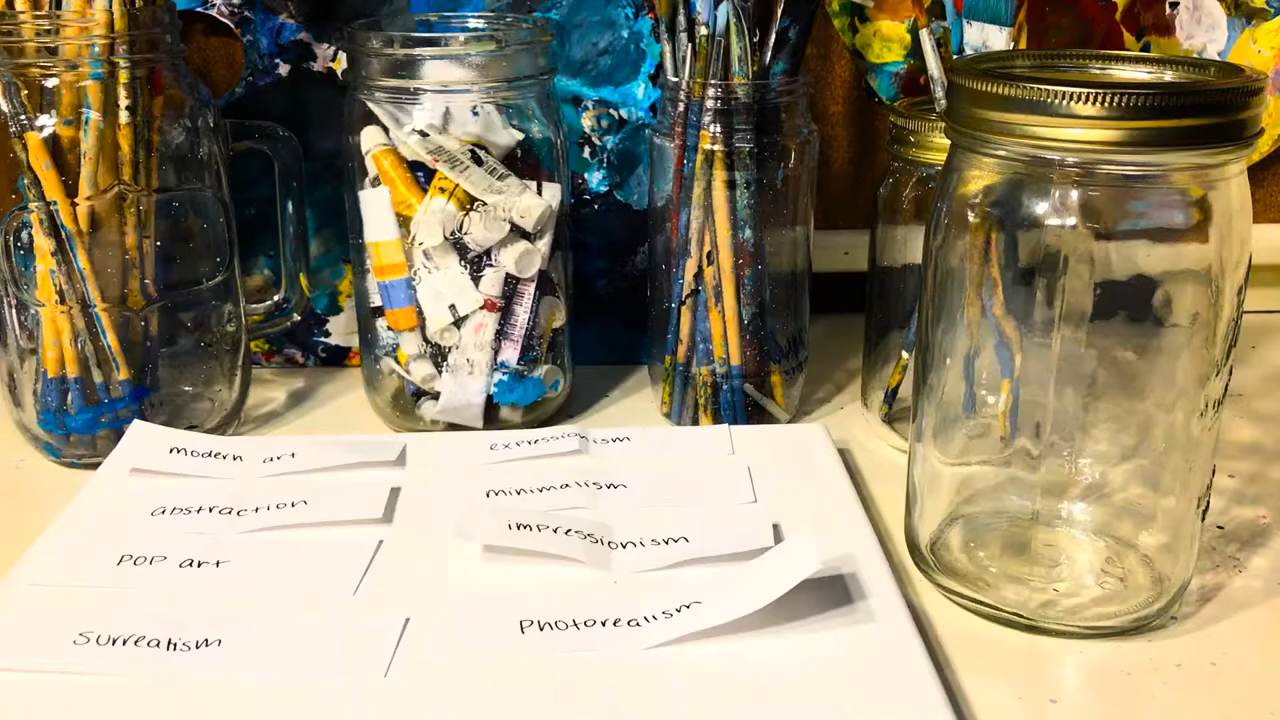 modern art
abstraction
POP art
surrealism
expressionism
minimalism
impressionism
Photorealism